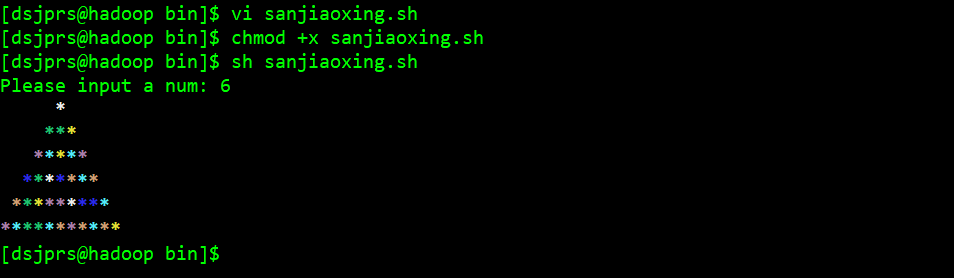 [dsjprs@hadoop bin]$ vi sanjiaoxing.sh
[dsjprs@hadoop bin]$ chmod +x sanjiaoxing.sh
[dsjprs@hadoop bin]$ sh sanjiaoxing.sh
Please input a num: 6
     *
    ***
   *****
  *******
 *********
***********
[dsjprs@hadoop bin]$